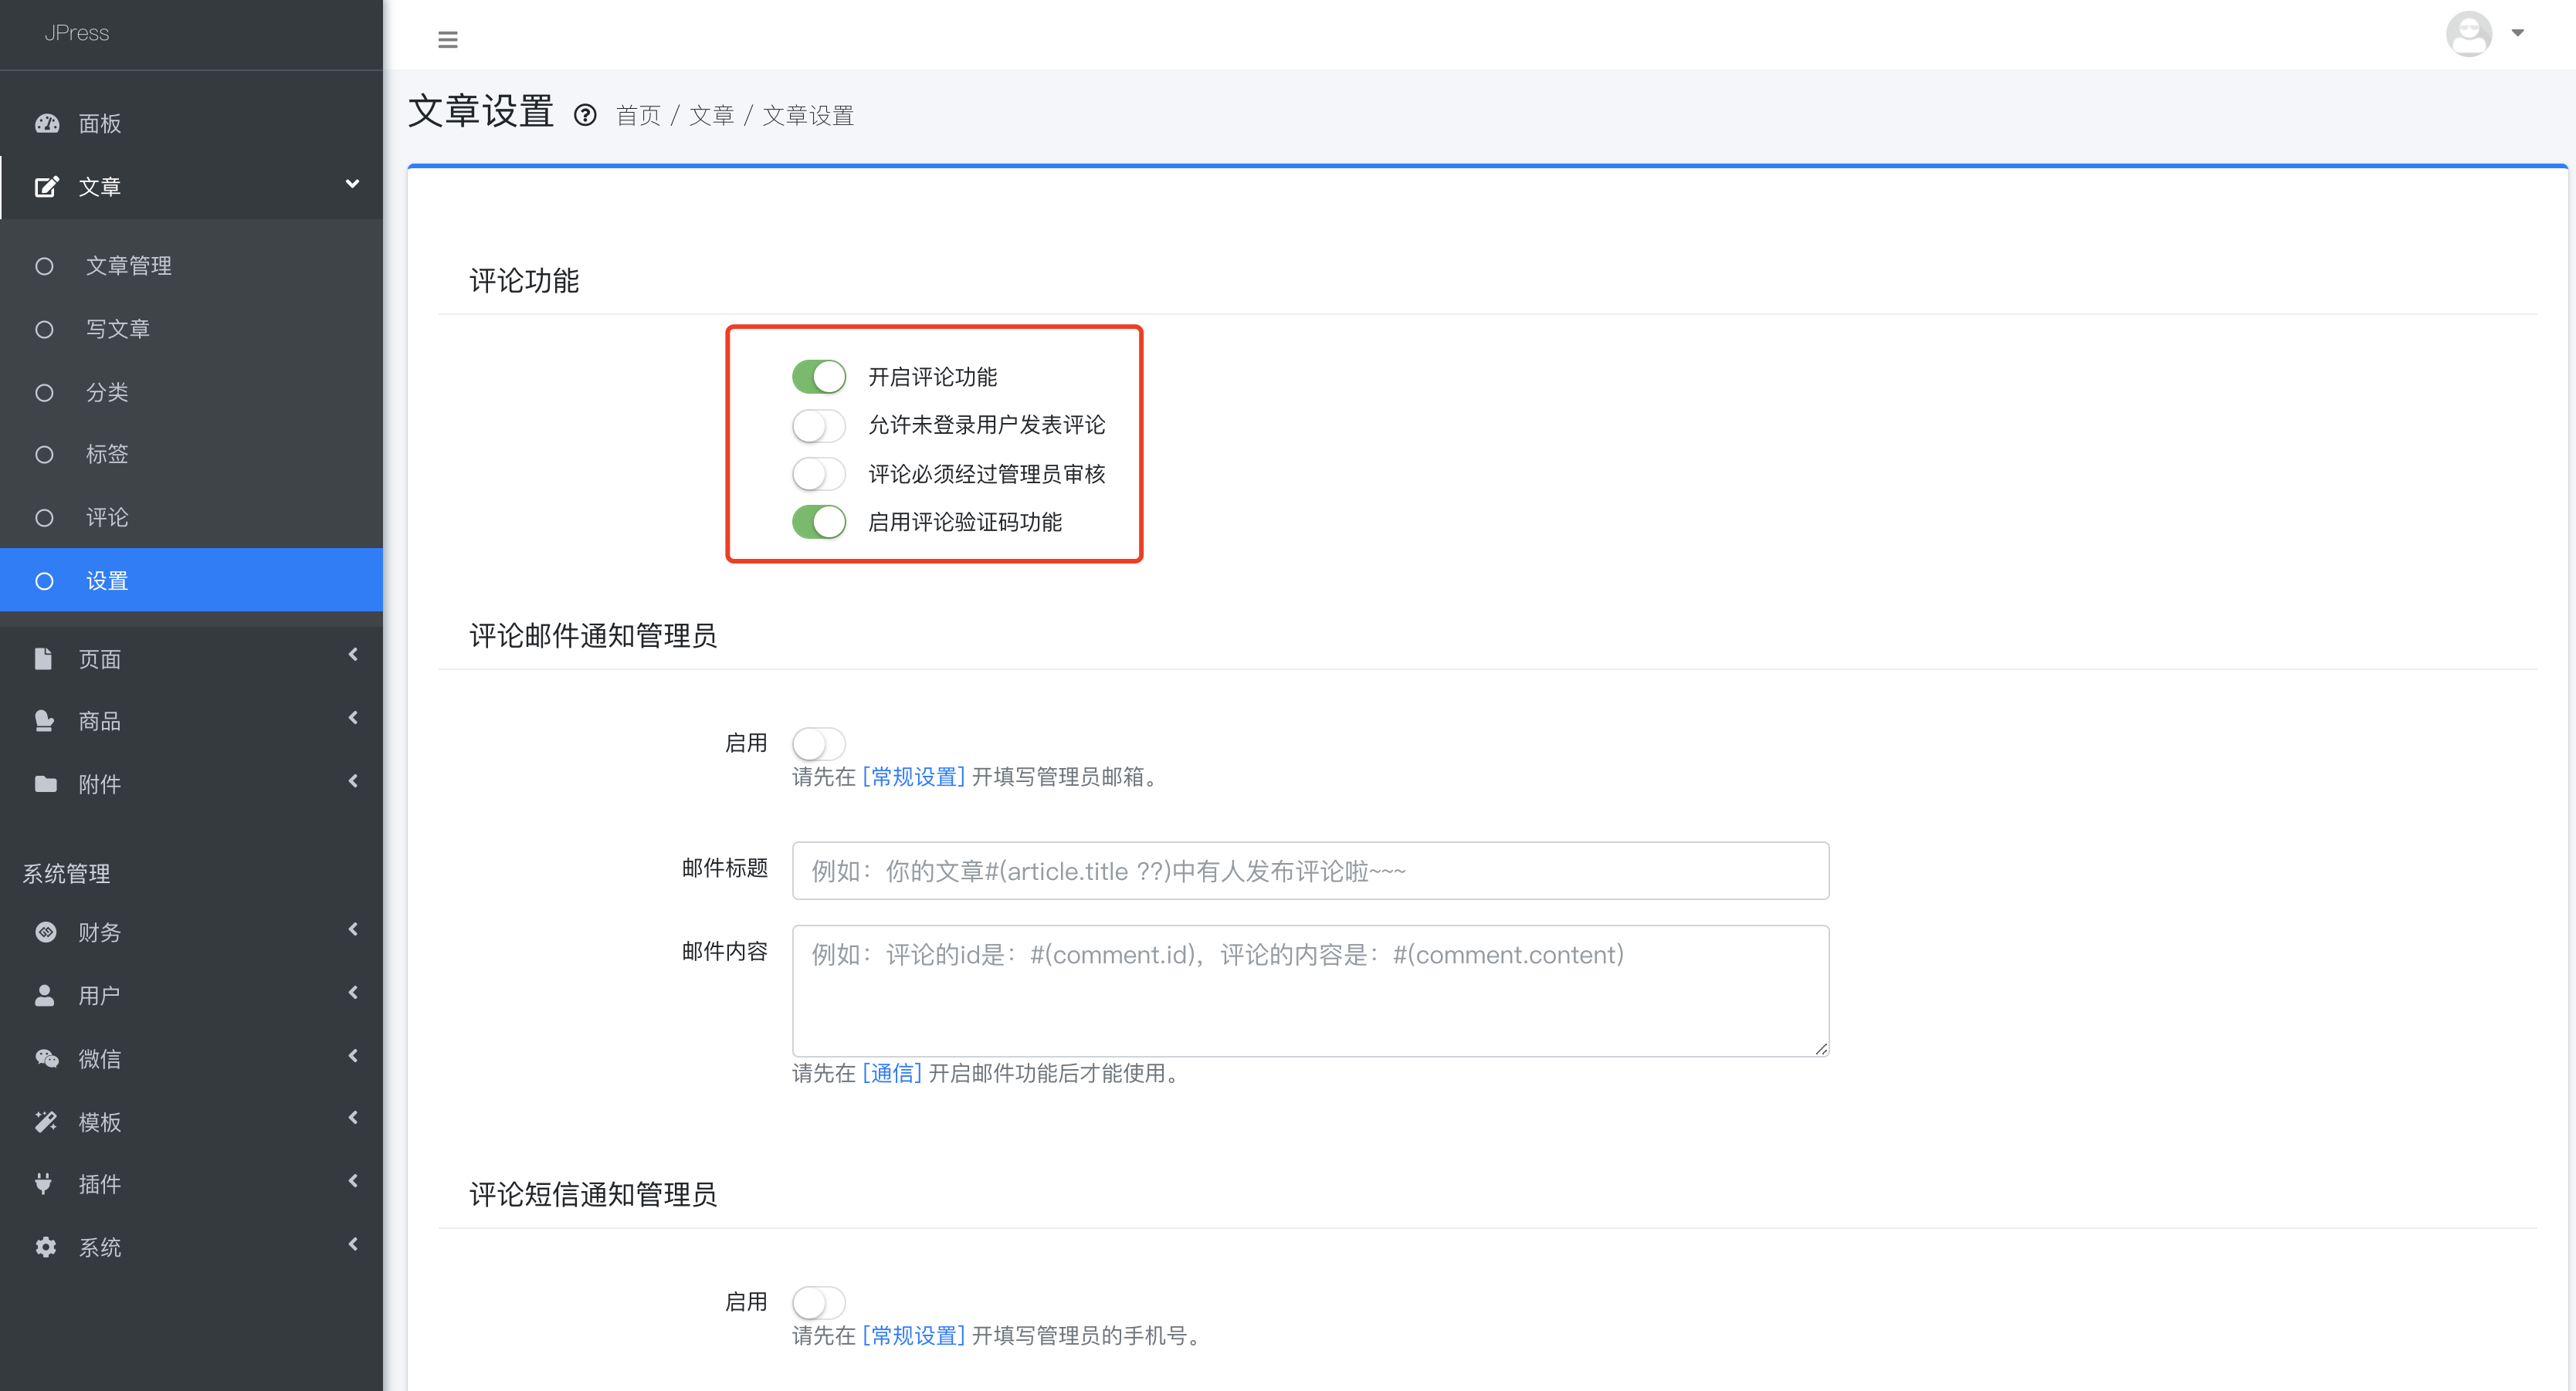 JPress
面板
文章
文章管理
写文章
分类
标签
评论
设置
页面
商品
附件
系统管理
财务
用户
微信
模板
插件
系统
文章设置 首页 / 文章 / 文章设置
评论功能
开启评论功能
允许未登录用户发表评论
评论必须经过管理员审核
启用评论验证码功能
评论邮件通知管理员
启用
请先在 [常规设置] 开填写管理员邮箱。
邮件标题 例如：你的文章#(article.title ??)中有人发布评论啦~~~
邮件内容 例如：评论的id是：#(comment.id)，评论的内容是：#(comment.content)
请先在 [通信] 开启邮件功能后才能使用。
评论短信通知管理员
启用
请先在 [常规设置] 开填写管理员的手机号。